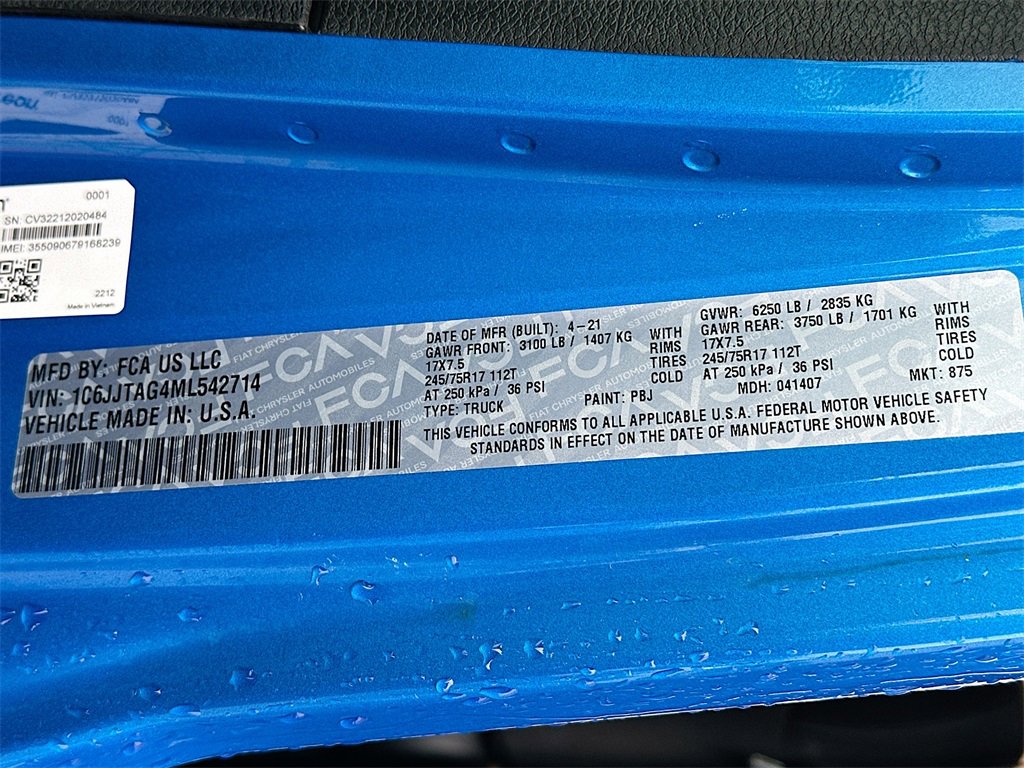 0001
SN: CV32212020484
IMEI: 355090679168239
2212
Made in Vietnam
MFD BY: FCA US LLC
VIN: 1C6JJTAG4ML542714
VEHICLE MADE IN: U.S.A.
DATE OF MFR (BUILT): 4-21 GVWR: 6250 LB / 2835 KG
GAWR FRONT: 3100 LB / 1407 KG WITH GAWR REAR: 3750 LB / 1701 KG WITH
17X7.5 RIMS 17X7.5 RIMS
245/75R17 112T TIRES 245/75R17 112T TIRES
AT 250 kPa / 36 PSI COLD AT 250 kPa / 36 PSI COLD
TYPE: TRUCK PAINT: PBJ MDH: 041407 MKT: 875
THIS VEHICLE CONFORMS TO ALL APPLICABLE U.S.A. FEDERAL MOTOR VEHICLE SAFETY
STANDARDS IN EFFECT ON THE DATE OF MANUFACTURE SHOWN ABOVE.